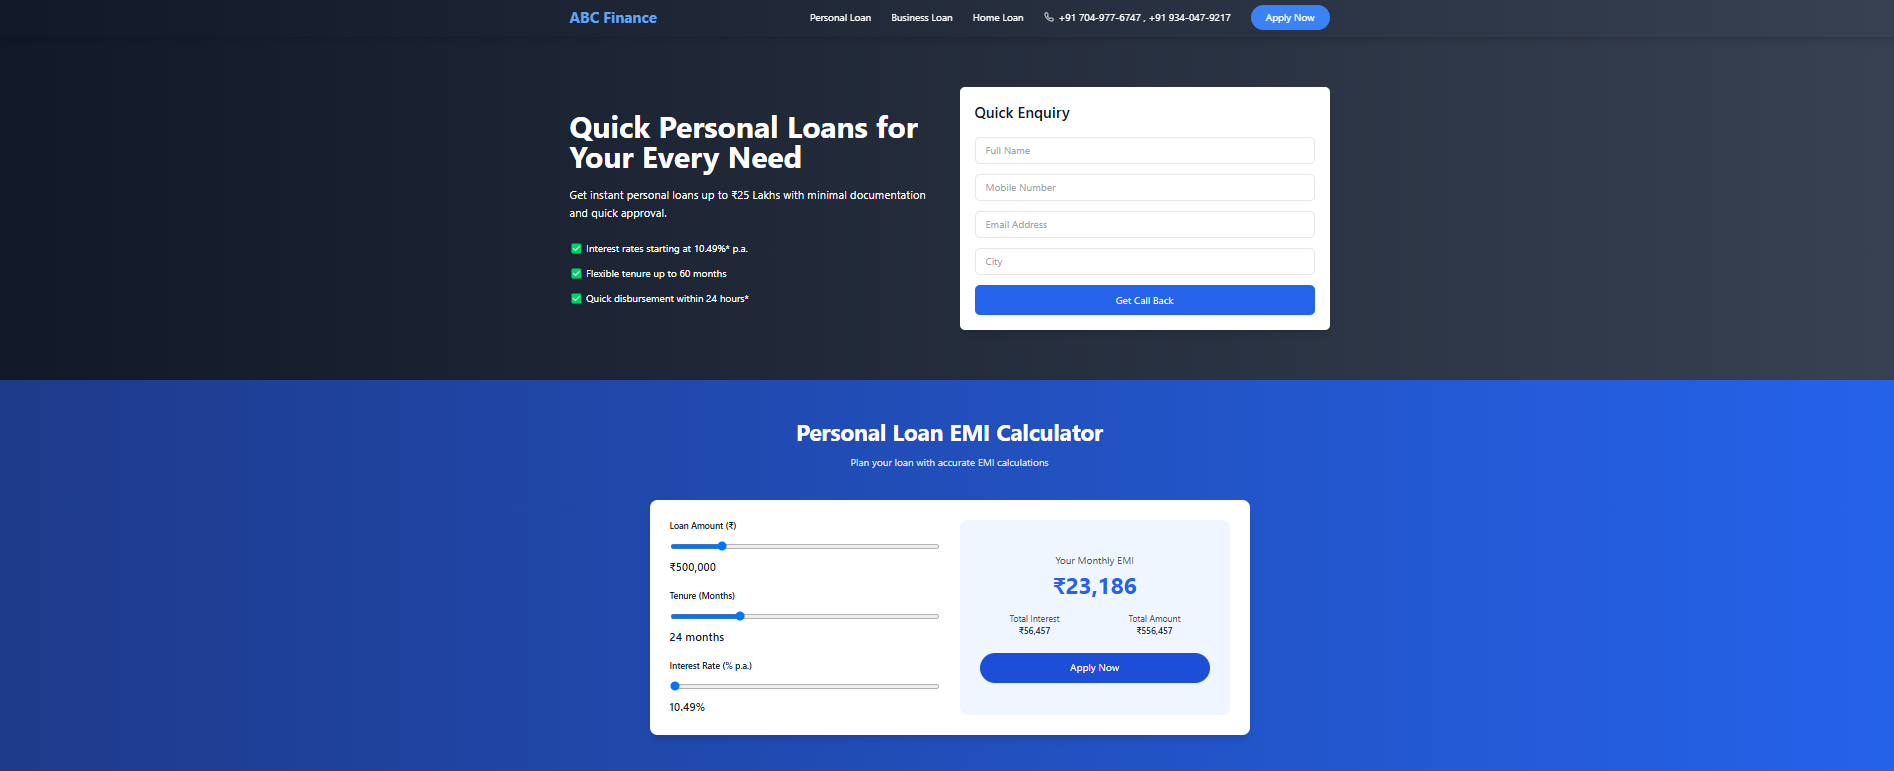 ABC Finance
Personal Loan
Business Loan
Home Loan
+91 704-977-6747 , +91 934-047-9217
Apply Now
Quick Personal Loans for
Your Every Need
Get instant personal loans up to ₹25 Lakhs with minimal documentation
and quick approval.
Interest rates starting at 10.49%* p.a.
Flexible tenure up to 60 months
Quick disbursement within 24 hours*
Quick Enquiry
Full Name
Mobile Number
Email Address
City
Get Call Back
Personal Loan EMI Calculator
Plan your loan with accurate EMI calculations
Loan Amount (₹)
₹500,000
Tenure (Months)
24 months
Interest Rate (% p.a.)
10.49%
Your Monthly EMI
₹23,186
Total Interest
₹56,457
Total Amount
₹556,457
Apply Now